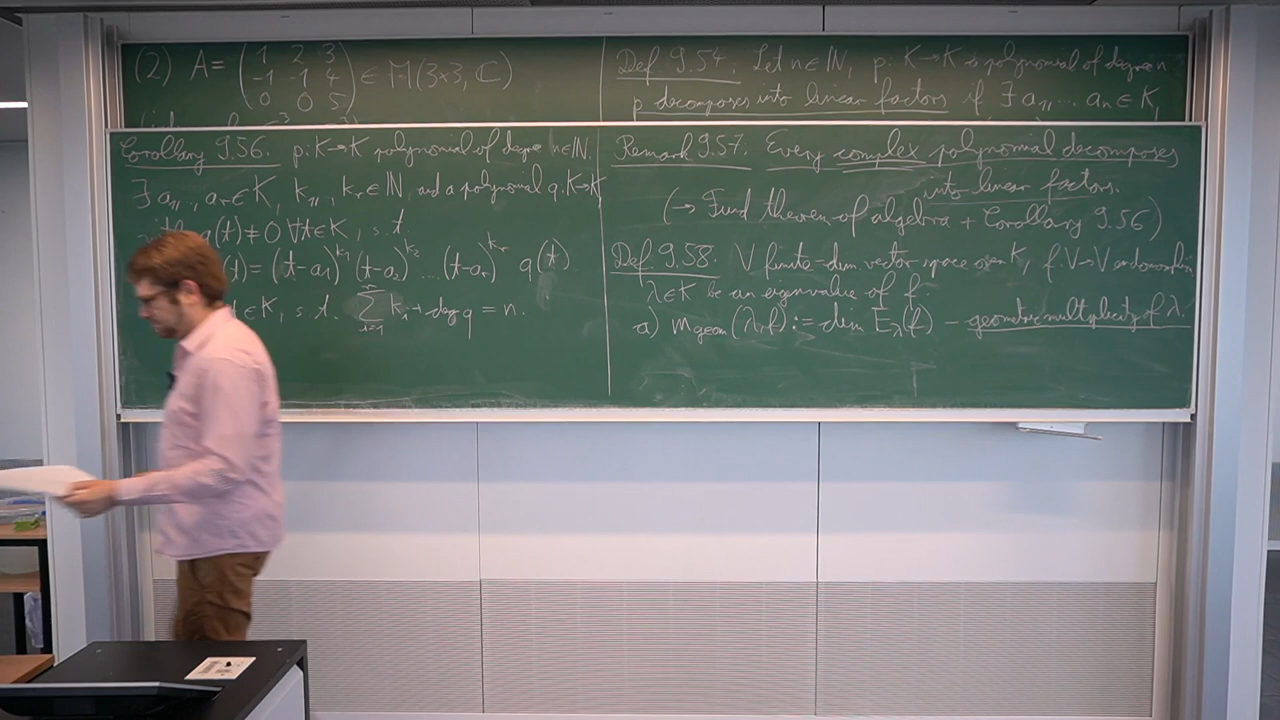 (2) A = ( 1 2 3
-1 -1 4
0 0 5 ) ∈ M(3×3, ℂ)
Def 9.54: Let n∈ℕ, p: K→K a polynomial of degree n
p decomposes into linear factors if ∃ a₁, ... aₙ ∈ K,
Corollary 9.56. p: K→K polynomial of degree n∈ℕ.
∃ a₁, ., aᵣ∈K, k₁, ., kᵣ∈ℕ, and a polynomial q: K→K
(t) ≠ 0 ∀t∈K, s.t.
(t) = (t-a₁)^k₁ (t-a₂)^k₂ ... (t-aᵣ)^kᵣ q(t)
∈K, s.t. ∑_{i=1}^{r} kᵢ + deg q = n.
Remark 9.57: Every complex polynomial decomposes
into linear factors.
(→ Fund theorem of algebra + Corollary 9.56)
Def. 9.58. V finite-dim. vector space over K, f: V→V endomorphism
λ∈K be an eigenvalue of f.
a) m_geom(λ, f) := dim E_λ(f) – geometric multiplicity of λ.